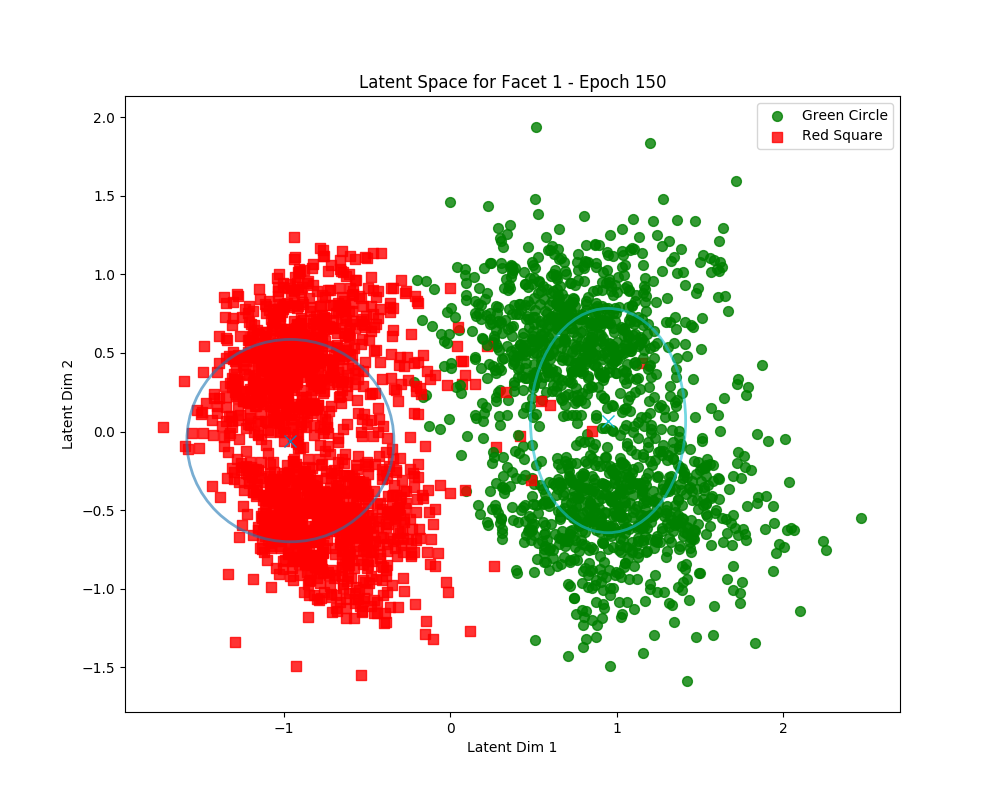 Latent Space for Facet 1 - Epoch 150
Green Circle
Red Square
2.0
1.5
1.0
0.5
0.0
−0.5
−1.0
−1.5
Latent Dim 2
−1
0
1
2
Latent Dim 1